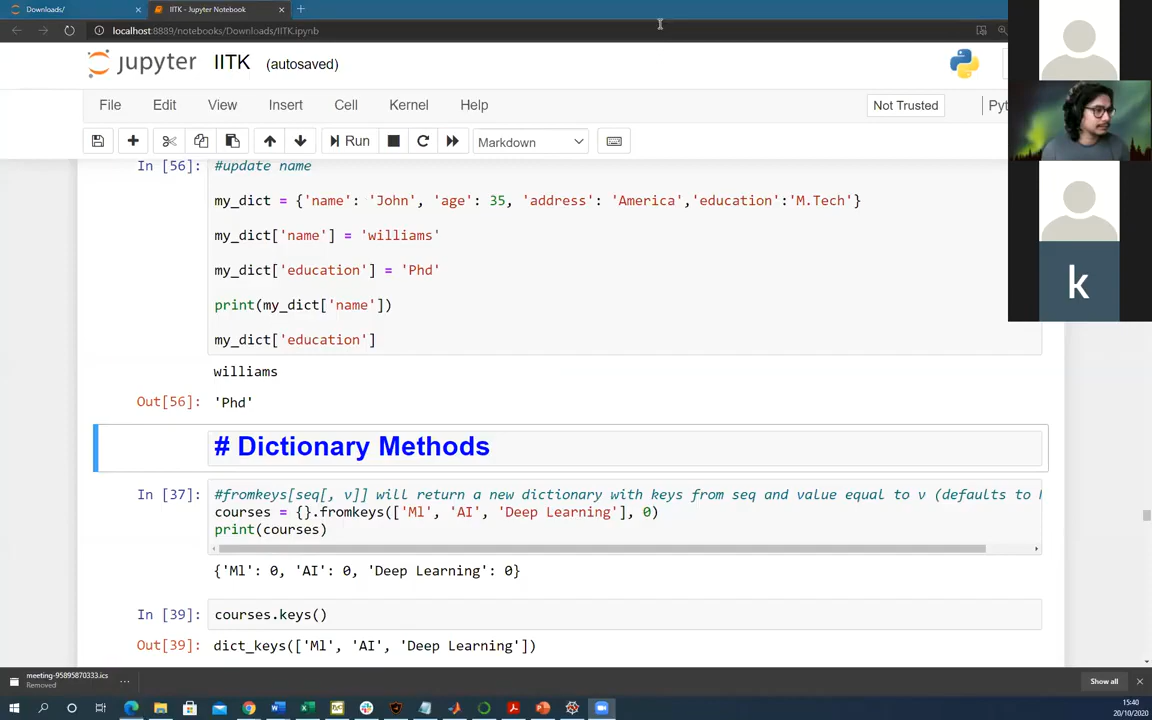 Downloads/
IITK - Jupyter Notebook
localhost:8889/notebooks/Downloads/IITK.ipynb
jupyter IITK (autosaved)
File Edit View Insert Cell Kernel Help Not Trusted Pyt
Run Markdown
In [56]: #update name
my_dict = {'name': 'John', 'age': 35, 'address': 'America','education':'M.Tech'}
my_dict['name'] = 'williams'
my_dict['education'] = 'Phd'
print(my_dict['name'])
my_dict['education']
williams
Out[56]: 'Phd'
# Dictionary Methods
In [37]: #fromkeys[seq[, v]] will return a new dictionary with keys from seq and value equal to v (defaults to
courses = {}.fromkeys(['Ml', 'AI', 'Deep Learning'], 0)
print(courses)
{'Ml': 0, 'AI': 0, 'Deep Learning': 0}
In [39]: courses.keys()
Out[39]: dict_keys(['Ml', 'AI', 'Deep Learning'])
k
meeting-95895870333.ics
Removed
Show all
15:40
20/10/2020